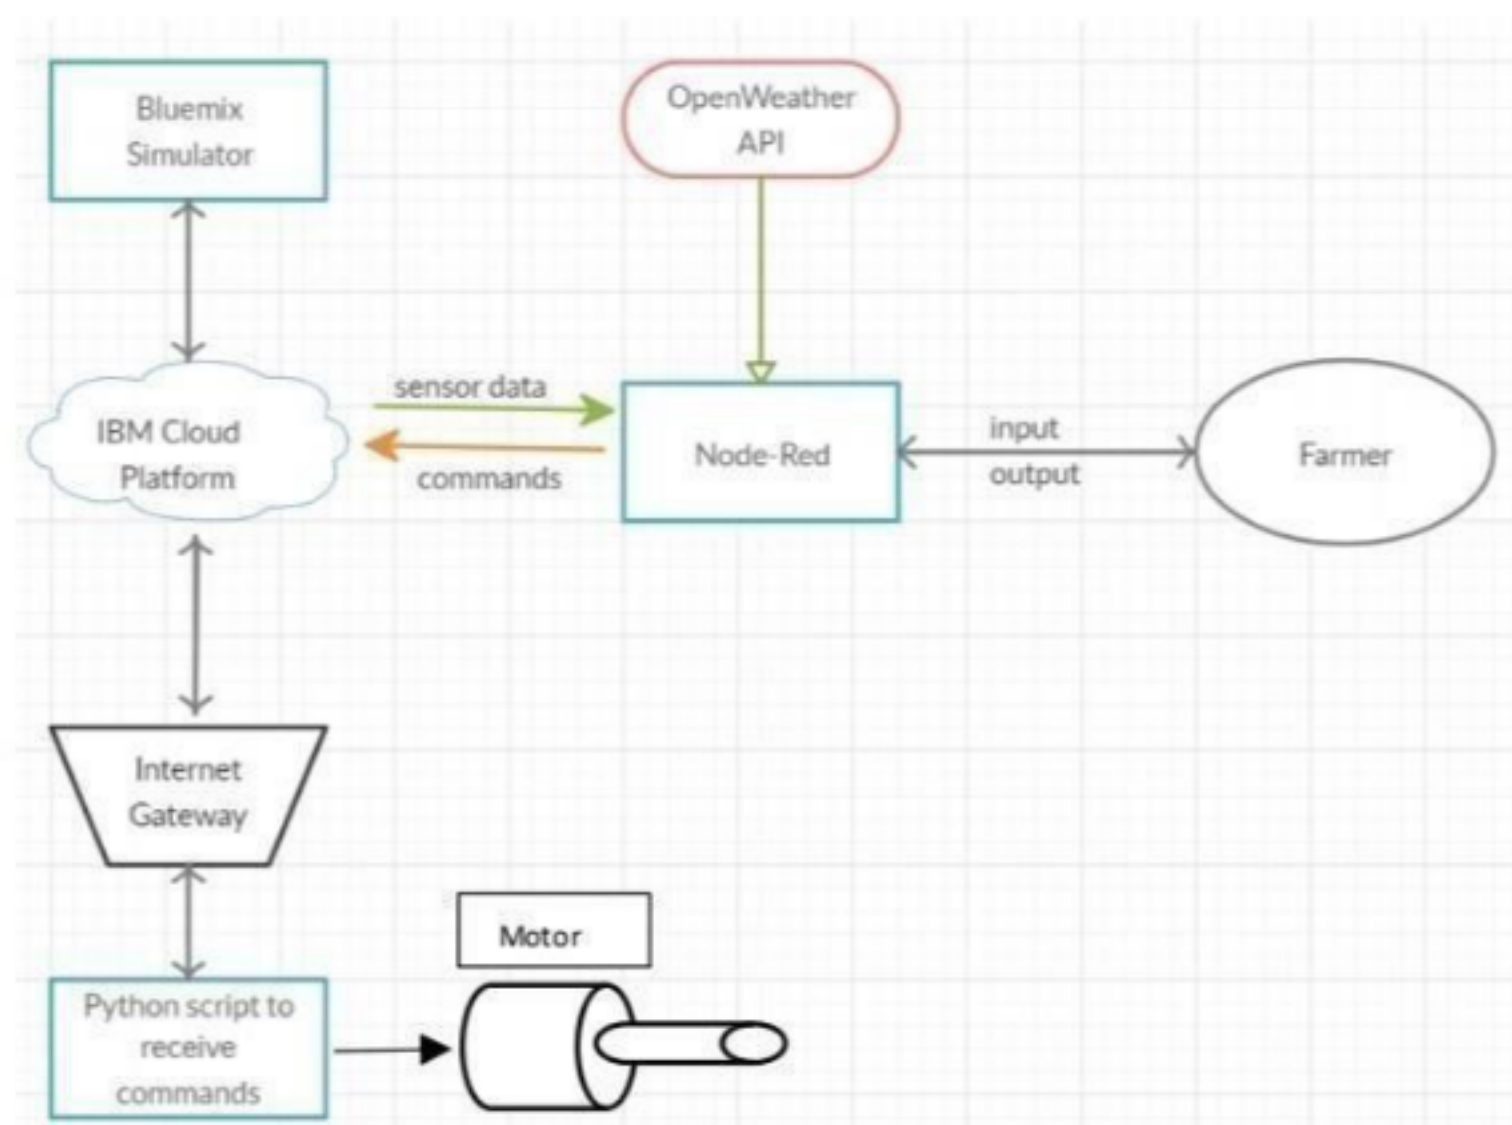 Bluemix
Simulator
OpenWeather
API
IBM Cloud
Platform
sensor data
commands
Node-Red
input
output
Farmer
Internet
Gateway
Motor
Python script to
receive
commands